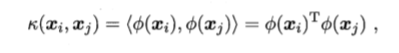 κ(𝒙ᵢ, 𝒙ⱼ) = ⟨ϕ(𝒙ᵢ), ϕ(𝒙ⱼ)⟩ = ϕ(𝒙ᵢ)ᵀϕ(𝒙ⱼ) ,